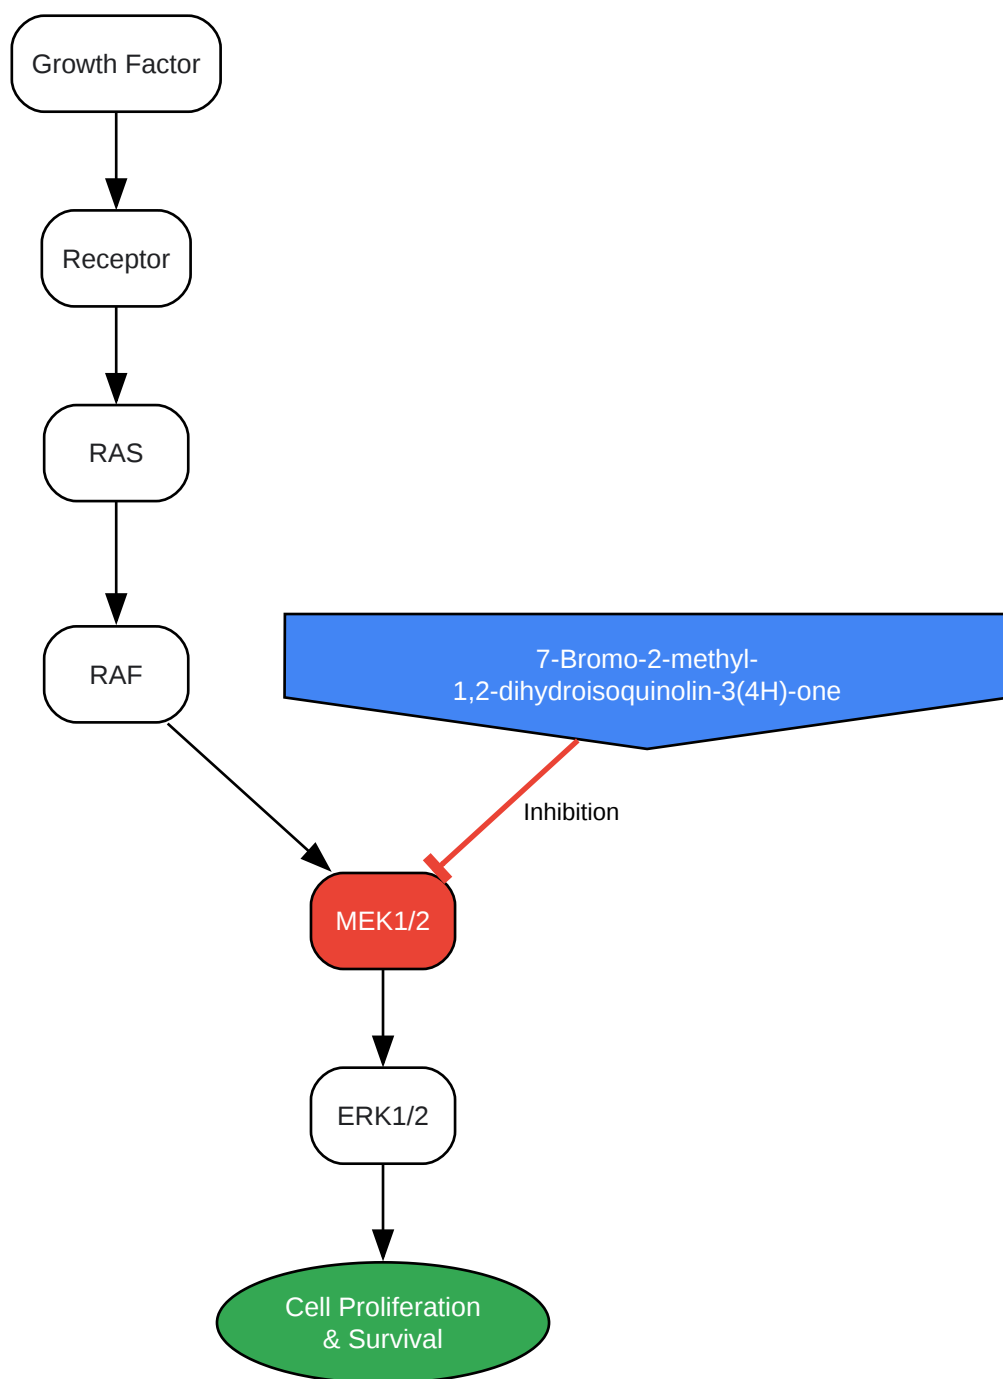 Growth Factor
Receptor
RAS
RAF
7-Bromo-2-methyl-
1,2-dihydroisoquinolin-3(4H)-one
Inhibition
MEK1/2
ERK1/2
Cell Proliferation
& Survival